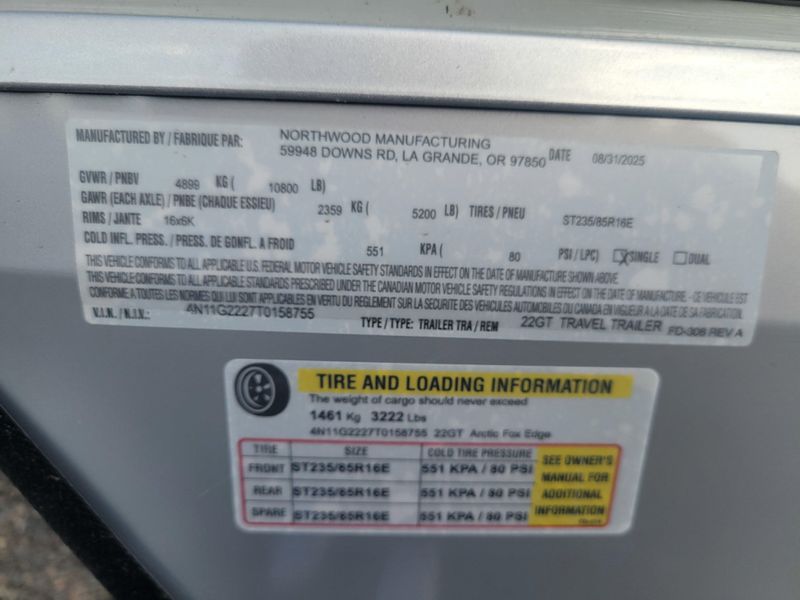 MANUFACTURED BY / FABRIQUE PAR: NORTHWOOD MANUFACTURING
59948 DOWNS RD, LA GRANDE, OR 97850 DATE 08/31/2025
GVWR / PNBV 4899 KG ( 10800 LB)
GAWR (EACH AXLE) / PNBE (CHAQUE ESSIEU) 2359 KG ( 5200 LB) TIRES / PNEU ST235/85R16E
RIMS / JANTE 16x6K
COLD INFL. PRESS. / PRESS. DE GONFL. A FROID 551 KPA ( 80 PSI / LPC) SINGLE DUAL
THIS VEHICLE CONFORMS TO ALL APPLICABLE U.S. FEDERAL MOTOR VEHICLE SAFETY STANDARDS IN EFFECT ON THE DATE OF MANUFACTURE SHOWN ABOVE.
THIS VEHICLE CONFORMS TO ALL APPLICABLE STANDARDS PRESCRIBED UNDER THE CANADIAN MOTOR VEHICLE SAFETY REGULATIONS IN EFFECT ON THE DATE OF MANUFACTURE. - CE VEHICULE EST
CONFORME A TOUTES LES NORMES QUI LUI SONT APPLICABLES EN VERTU DU REGLEMENT SUR LA SECURITE DES VEHICULES AUTOMOBILES DU CANADA EN VIGUEUR A LA DATE DE SA FABRICATION.
V.I.N. / N.I.V.: 4N11G2227T0158755 TYPE / TYPE: TRAILER TRA / REM 22GT TRAVEL TRAILER FD-308 REV A
TIRE AND LOADING INFORMATION
The weight of cargo should never exceed
1461 Kg 3222 Lbs
4N11G2227T0158755 22GT Arctic Fox Edge
TIRE SIZE COLD TIRE PRESSURE
FRONT ST235/85R16E 551 KPA / 80 PSI
REAR ST235/85R16E 551 KPA / 80 PSI
SPARE ST235/85R16E 551 KPA / 80 PSI
SEE OWNER'S
MANUAL FOR
ADDITIONAL
INFORMATION